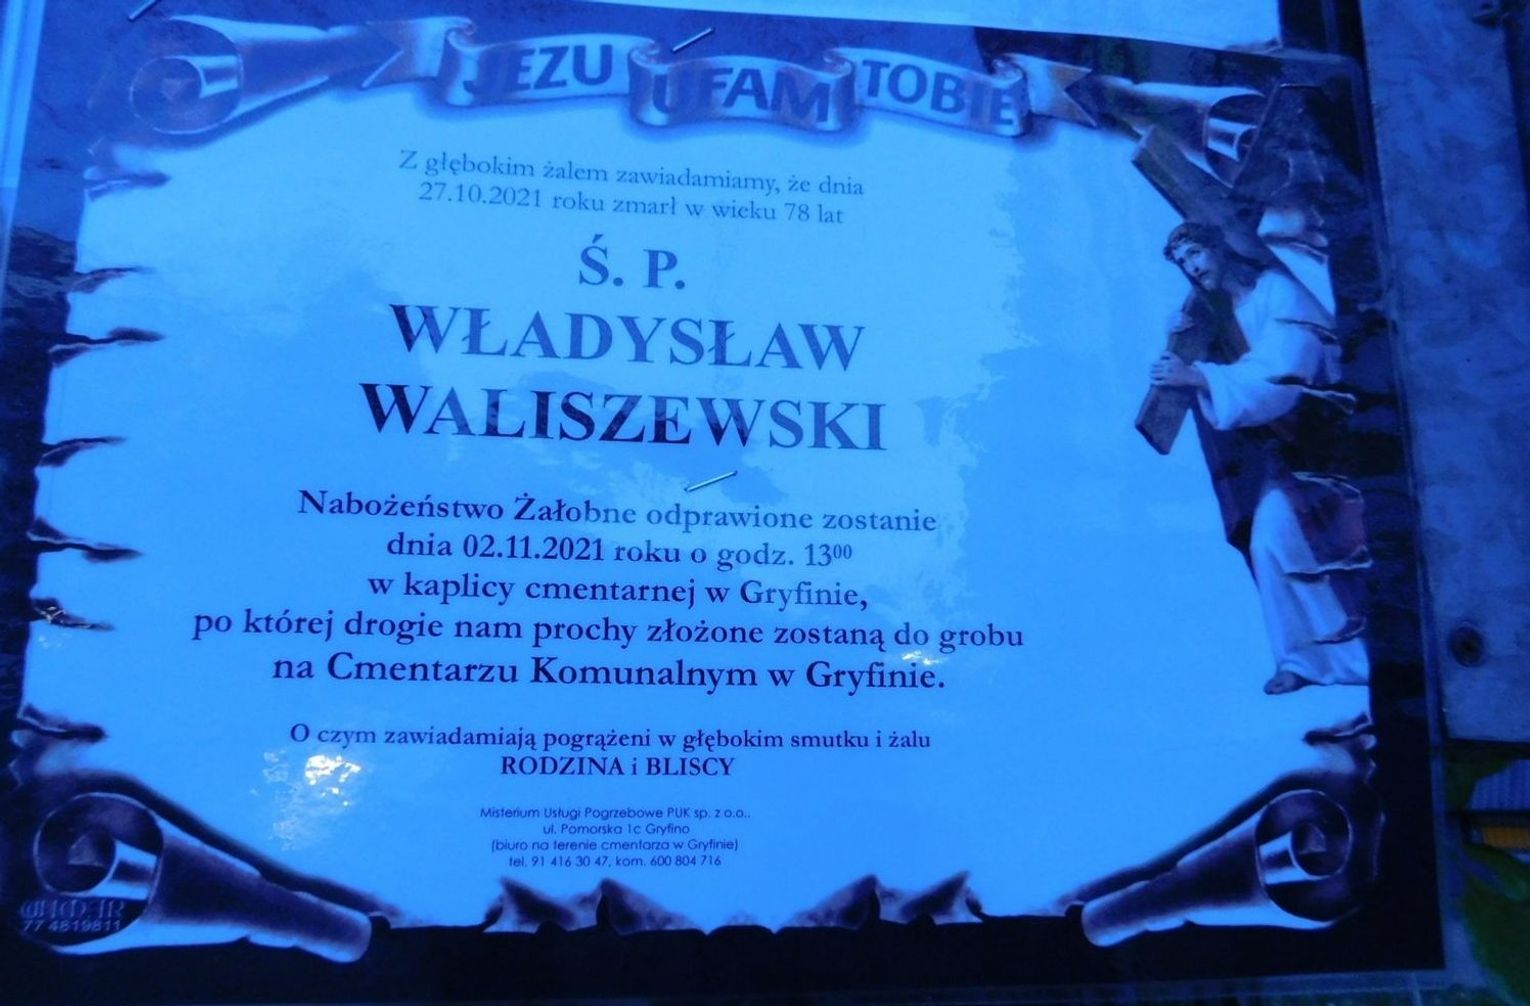 JEZU UFAM TOBIE
Z głębokim żalem zawiadamiamy, że dnia
27.10.2021 roku zmarł w wieku 78 lat
Ś. P.
WŁADYSŁAW
WALISZEWSKI
Nabożeństwo Żałobne odprawione zostanie
dnia 02.11.2021 roku o godz. 13⁰⁰
w kaplicy cmentarnej w Gryfinie,
po której drogie nam prochy złożone zostaną do grobu
na Cmentarzu Komunalnym w Gryfinie.
O czym zawiadamiają pogrążeni w głębokim smutku i żalu
RODZINA i BLISCY
Misterium Usługi Pogrzebowe PUK sp. z o.o..
ul. Pomorska 1c Gryfino
(biuro na terenie cmentarza w Gryfinie)
tel. 91 416 30 47, kom. 600 804 716
77 4819811